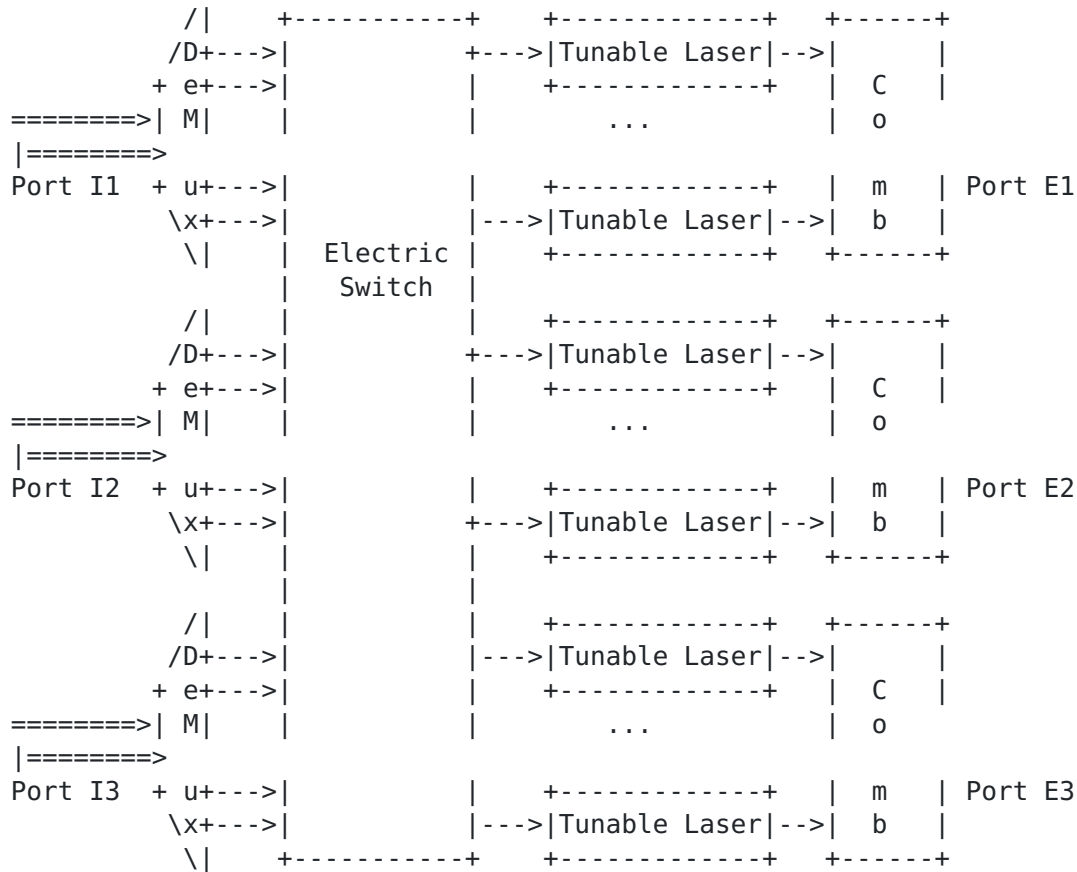 /|     +-----------+    +-------------+   +------+
          /D+--->|           +--->|Tunable Laser|-->|      |
         + e+--->|           |    +-------------+   |  C   |
========>| M|    |           |        ...           |  o
|========>
Port I1  + u+--->|           |    +-------------+   |  m   | Port E1
          \x+--->|           |--->|Tunable Laser|-->|  b   |
           \|    |  Electric |    +-------------+   +------+
                 |   Switch  |
           /|    |           |    +-------------+   +------+
          /D+--->|           +--->|Tunable Laser|-->|      |
         + e+--->|           |    +-------------+   |  C   |
========>| M|    |           |        ...           |  o
|========>
Port I2  + u+--->|           |    +-------------+   |  m   | Port E2
          \x+--->|           +--->|Tunable Laser|-->|  b   |
           \|    |           |    +-------------+   +------+
                 |           |
           /|    |           |    +-------------+   +------+
          /D+--->|           |--->|Tunable Laser|-->|      |
         + e+--->|           |    +-------------+   |  C   |
========>| M|    |           |        ...           |  o
|========>
Port I3  + u+--->|           |    +-------------+   |  m   | Port E3
          \x+--->|           |--->|Tunable Laser|-->|  b   |
           \|    +-----------+    +-------------+   +------+